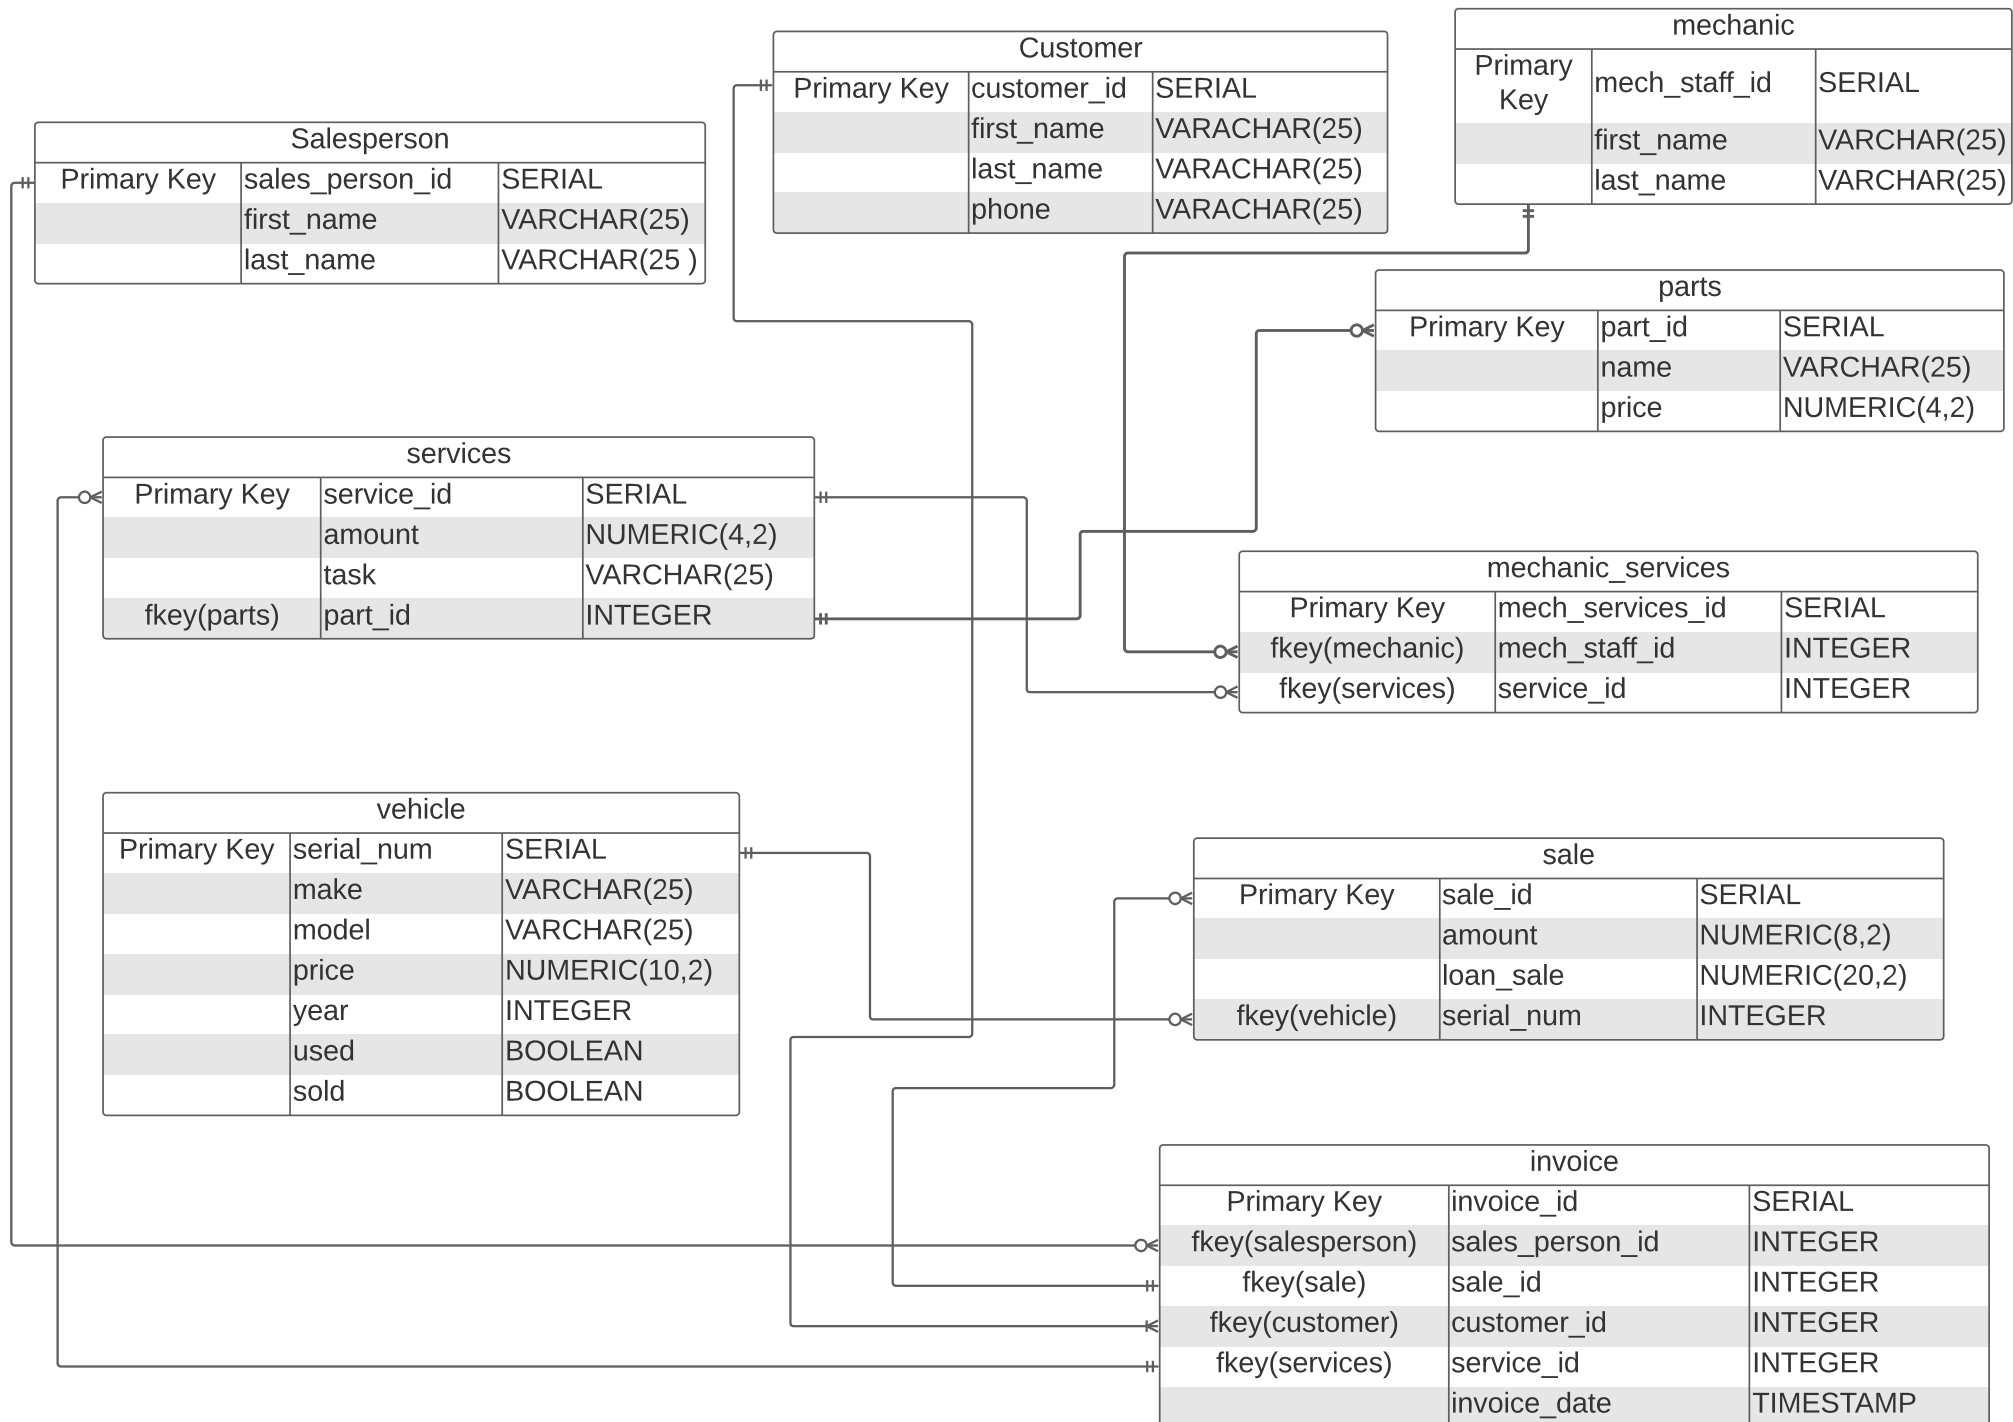 Salesperson
Primary Key sales_person_id SERIAL
first_name VARCHAR(25)
last_name VARCHAR(25 )
Customer
Primary Key customer_id SERIAL
first_name VARACHAR(25)
last_name VARACHAR(25)
phone VARACHAR(25)
mechanic
Primary
Key mech_staff_id SERIAL
first_name VARCHAR(25)
last_name VARCHAR(25)
parts
Primary Key part_id SERIAL
name VARCHAR(25)
price NUMERIC(4,2)
services
Primary Key service_id SERIAL
amount NUMERIC(4,2)
task VARCHAR(25)
fkey(parts) part_id INTEGER
mechanic_services
Primary Key mech_services_id SERIAL
fkey(mechanic) mech_staff_id INTEGER
fkey(services) service_id INTEGER
vehicle
Primary Key serial_num SERIAL
make VARCHAR(25)
model VARCHAR(25)
price NUMERIC(10,2)
year INTEGER
used BOOLEAN
sold BOOLEAN
sale
Primary Key sale_id SERIAL
amount NUMERIC(8,2)
loan_sale NUMERIC(20,2)
fkey(vehicle) serial_num INTEGER
invoice
Primary Key invoice_id SERIAL
fkey(salesperson) sales_person_id INTEGER
fkey(sale) sale_id INTEGER
fkey(customer) customer_id INTEGER
fkey(services) service_id INTEGER
invoice_date TIMESTAMP